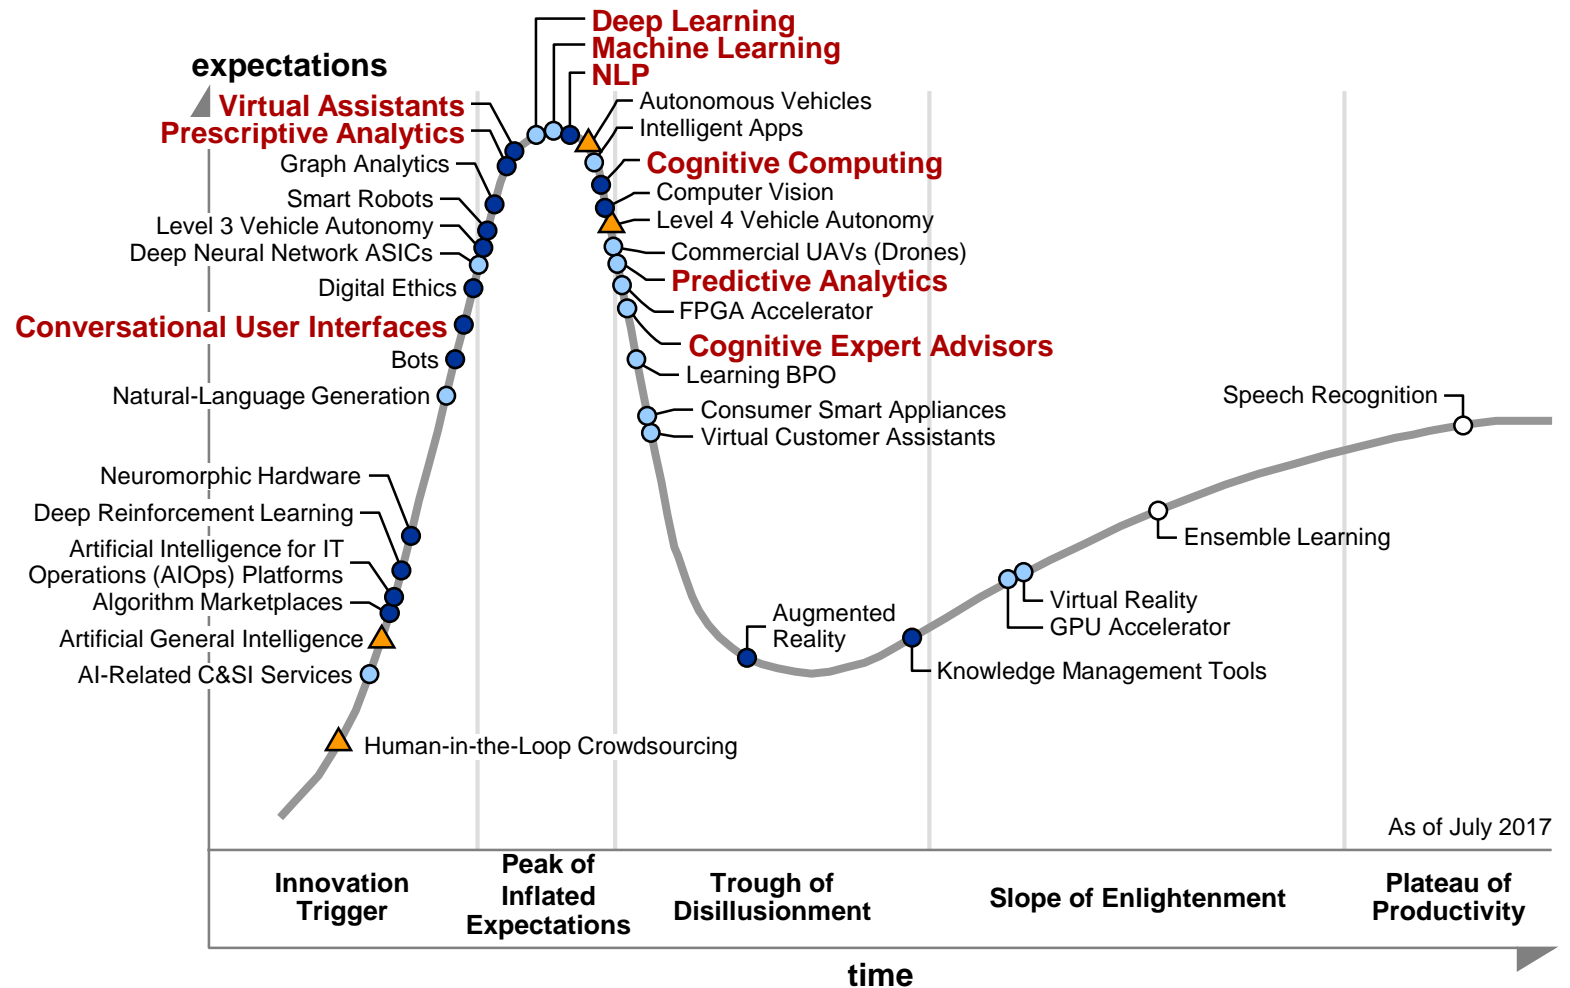 expectations
Deep Learning
Machine Learning
NLP
Virtual Assistants
Prescriptive Analytics
Graph Analytics
Smart Robots
Level 3 Vehicle Autonomy
Deep Neural Network ASICs
Digital Ethics
Conversational User Interfaces
Bots
Natural-Language Generation
Neuromorphic Hardware
Deep Reinforcement Learning
Artificial Intelligence for IT
Operations (AIOps) Platforms
Algorithm Marketplaces
Artificial General Intelligence
AI-Related C&SI Services
Human-in-the-Loop Crowdsourcing
Autonomous Vehicles
Intelligent Apps
Cognitive Computing
Computer Vision
Level 4 Vehicle Autonomy
Commercial UAVs (Drones)
Predictive Analytics
FPGA Accelerator
Cognitive Expert Advisors
Learning BPO
Consumer Smart Appliances
Virtual Customer Assistants
Augmented
Reality
Knowledge Management Tools
Virtual Reality
GPU Accelerator
Ensemble Learning
Speech Recognition
As of July 2017
Innovation
Trigger
Peak of
Inflated
Expectations
Trough of
Disillusionment
Slope of Enlightenment
Plateau of
Productivity
time